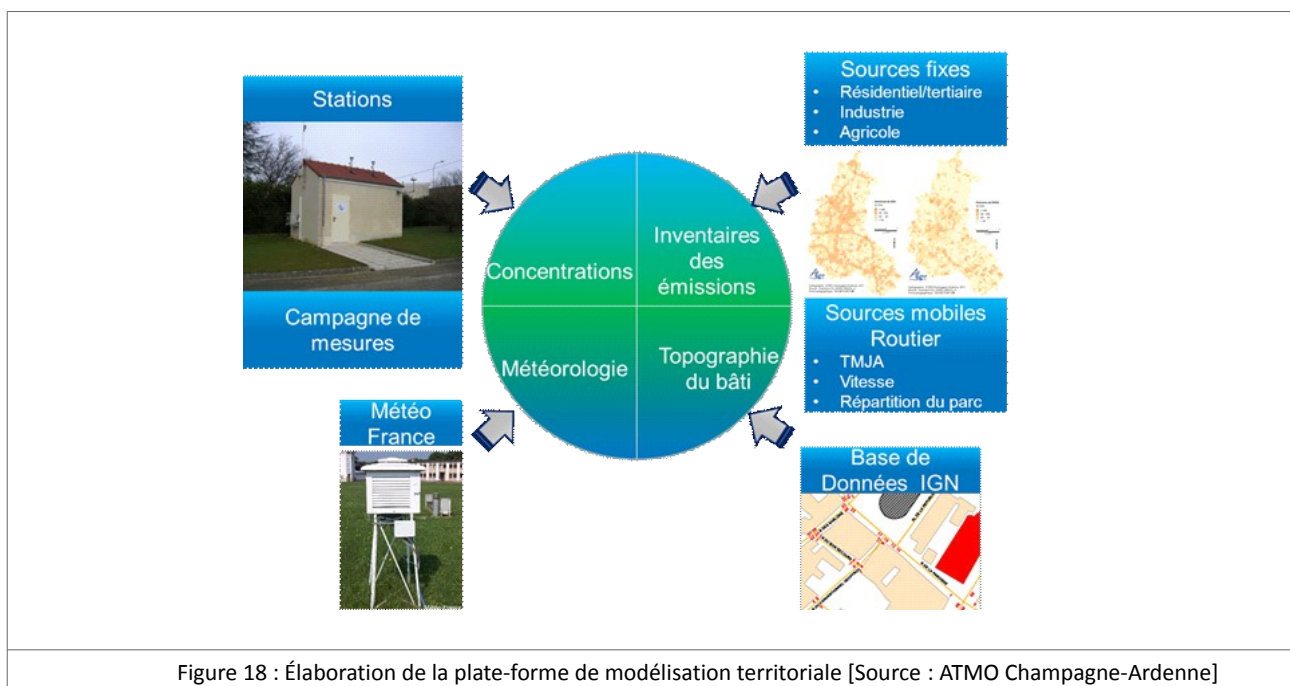 Stations
Campagne de
mesures
Météo
France
Concentrations
Inventaires
des
émissions
Météorologie
Topographie
du bâti
Sources fixes
• Résidentiel/tertiaire
• Industrie
• Agricole
Sources mobiles
Routier
• TMJA
• Vitesse
• Répartition du parc
Base de
Données IGN
Figure 18 : Élaboration de la plate-forme de modélisation territoriale [Source : ATMO Champagne-Ardenne]